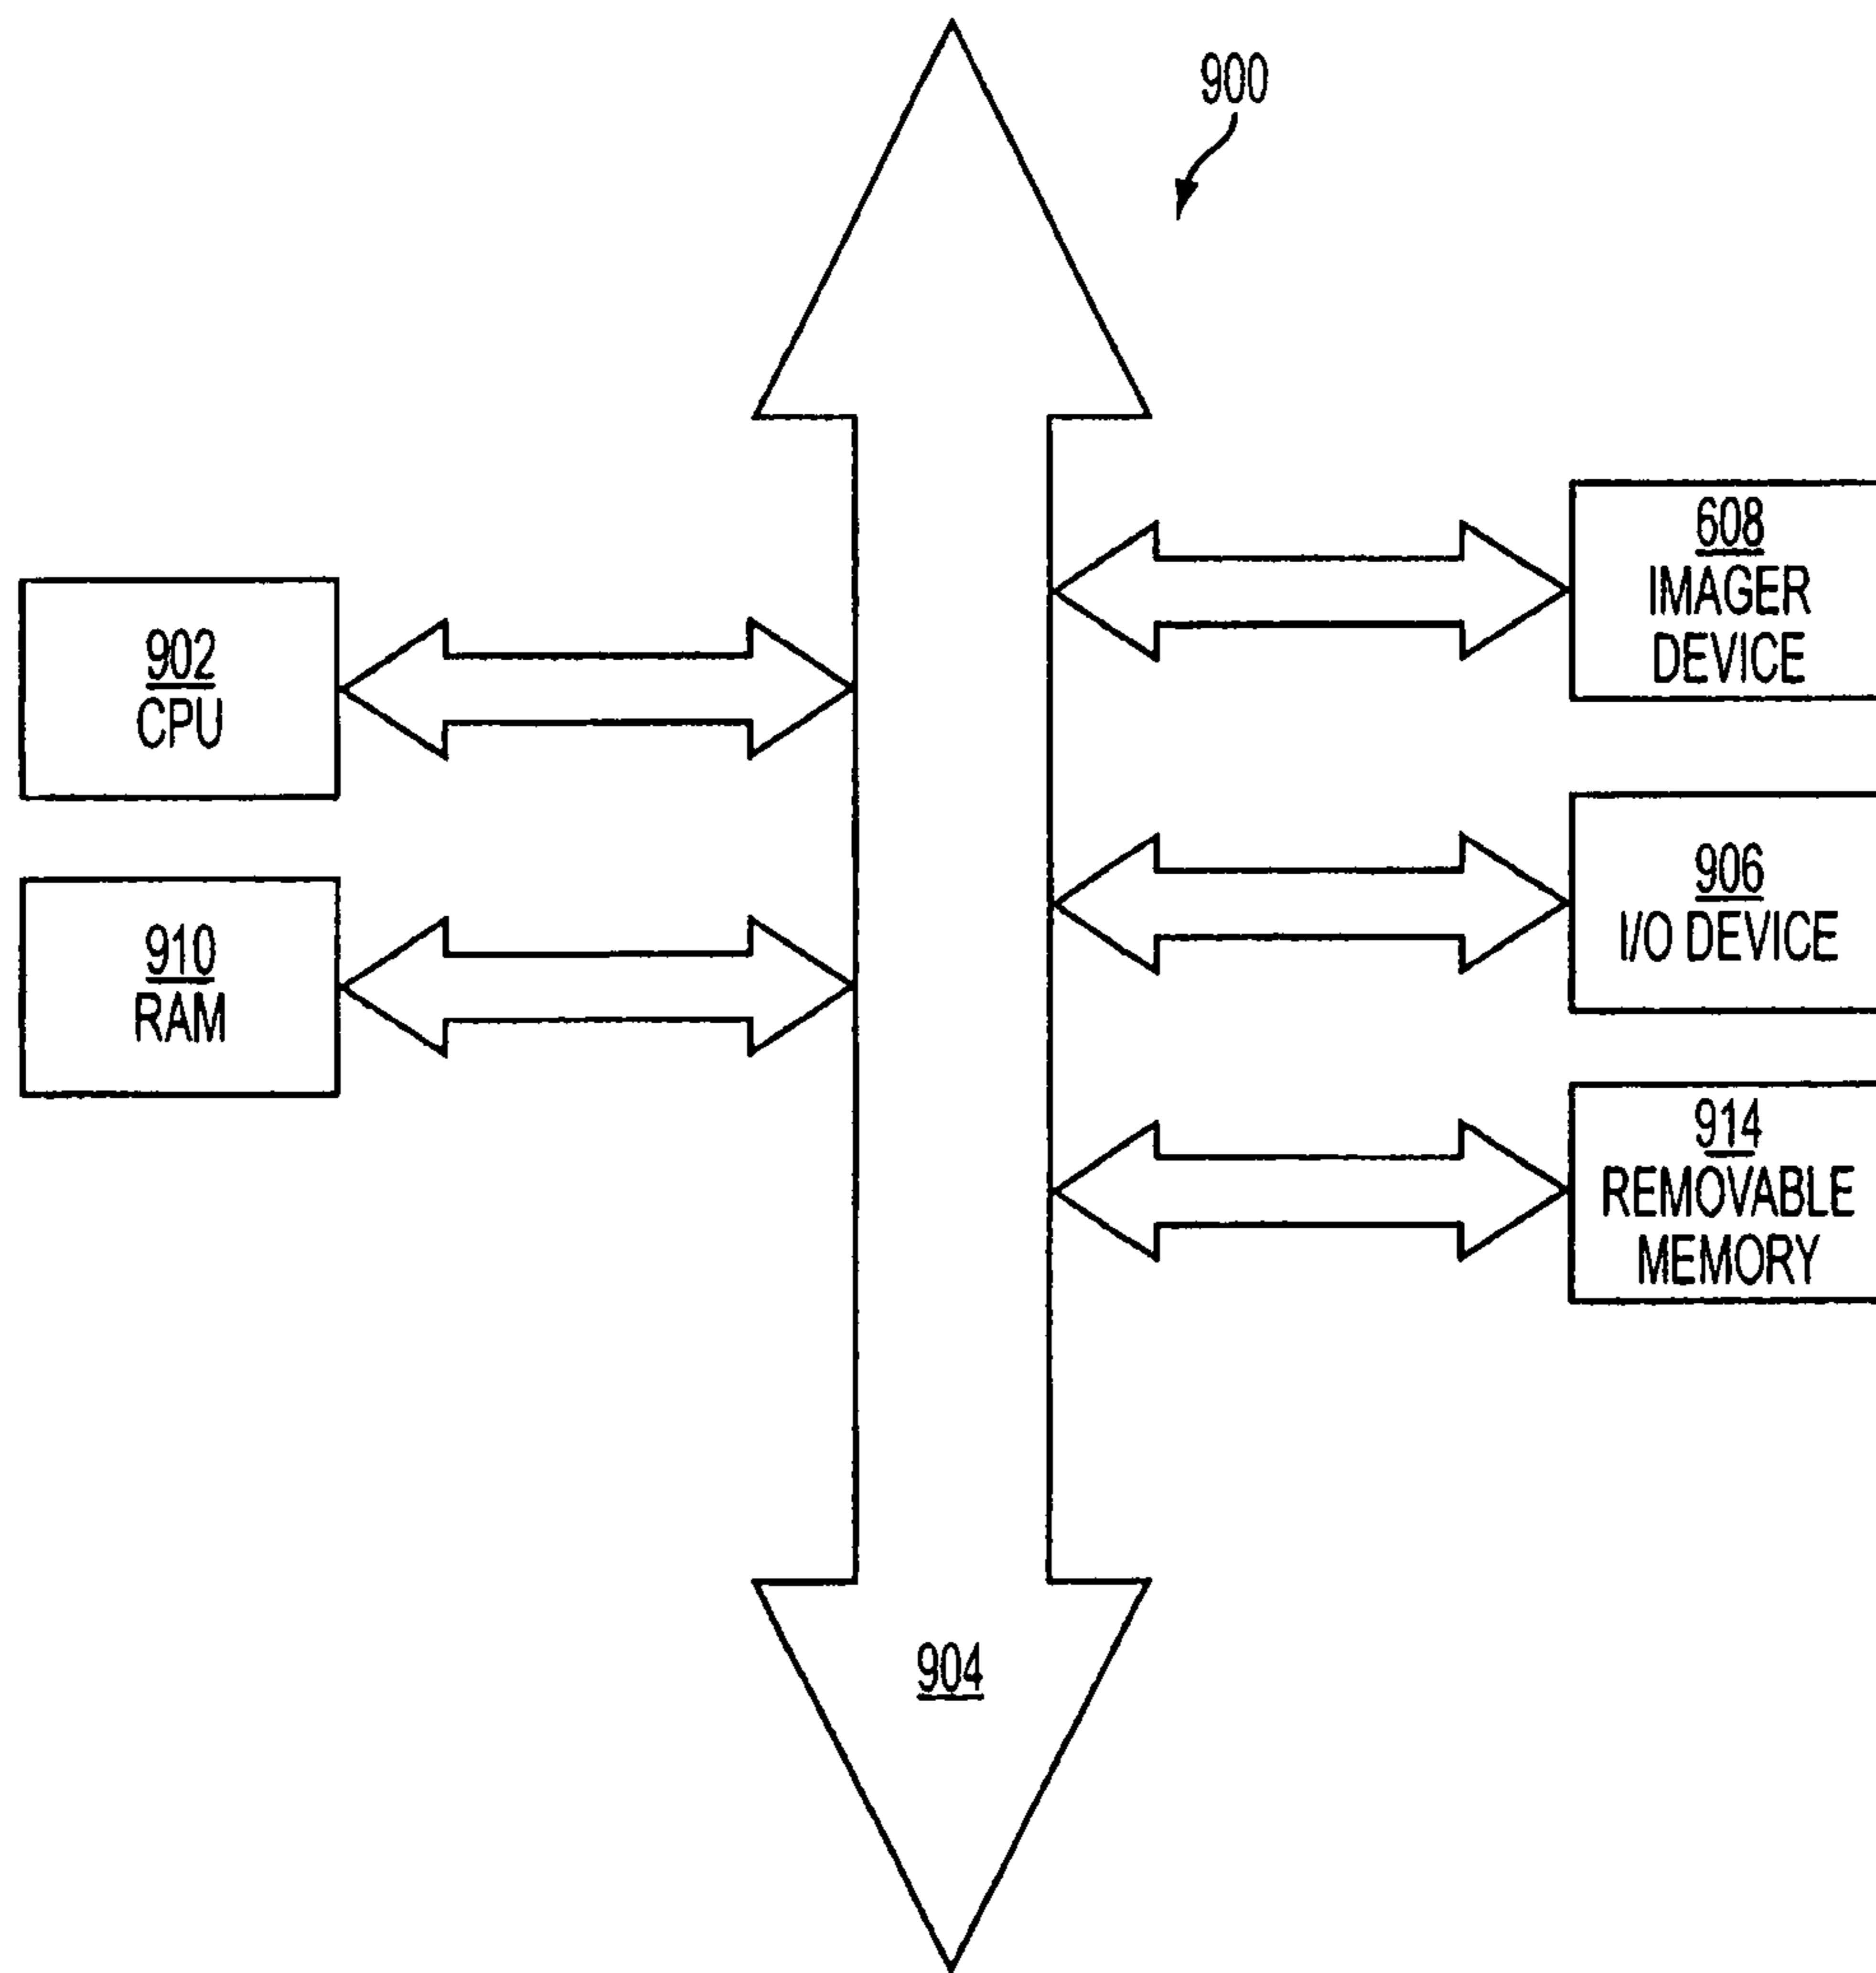 900
608
IMAGER
DEVICE
902
CPU
906
I/O DEVICE
910
RAM
914
REMOVABLE
MEMORY
904